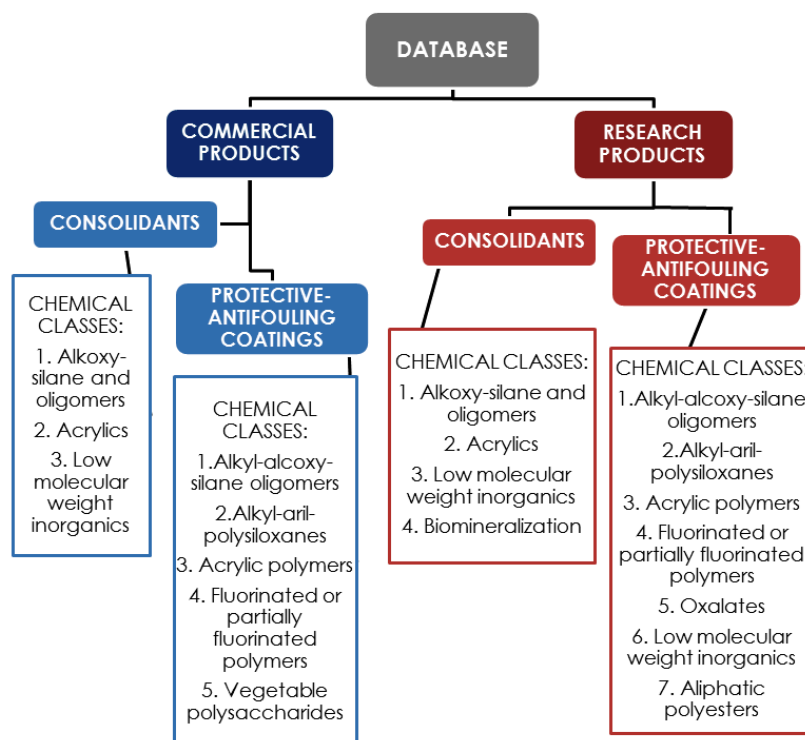 DATABASE
COMMERCIAL
PRODUCTS
CONSOLIDANTS
CHEMICAL
CLASSES:
1. Alkoxy-
silane and
oligomers
2. Acrylics
3. Low
molecular
weight
inorganics
PROTECTIVE-
ANTIFOULING
COATINGS
CHEMICAL
CLASSES:
1.Alkyl-alcoxy-
silane oligomers
2.Alkyl-aril-
polysiloxanes
3. Acrylic polymers
4. Fluorinated or
partially
fluorinated
polymers
5. Vegetable
polysaccharides
RESEARCH
PRODUCTS
CONSOLIDANTS
CHEMICAL CLASSES:
1. Alkoxy-silane and
oligomers
2. Acrylics
3. Low molecular
weight inorganics
4. Biomineralization
PROTECTIVE-
ANTIFOULING
COATINGS
CHEMICAL CLASSES:
1.Alkyl-alcoxy-silane
oligomers
2.Alkyl-aril-
polysiloxanes
3. Acrylic polymers
4. Fluorinated or
partially fluorinated
polymers
5. Oxalates
6. Low molecular
weight inorganics
7. Aliphatic
polyesters